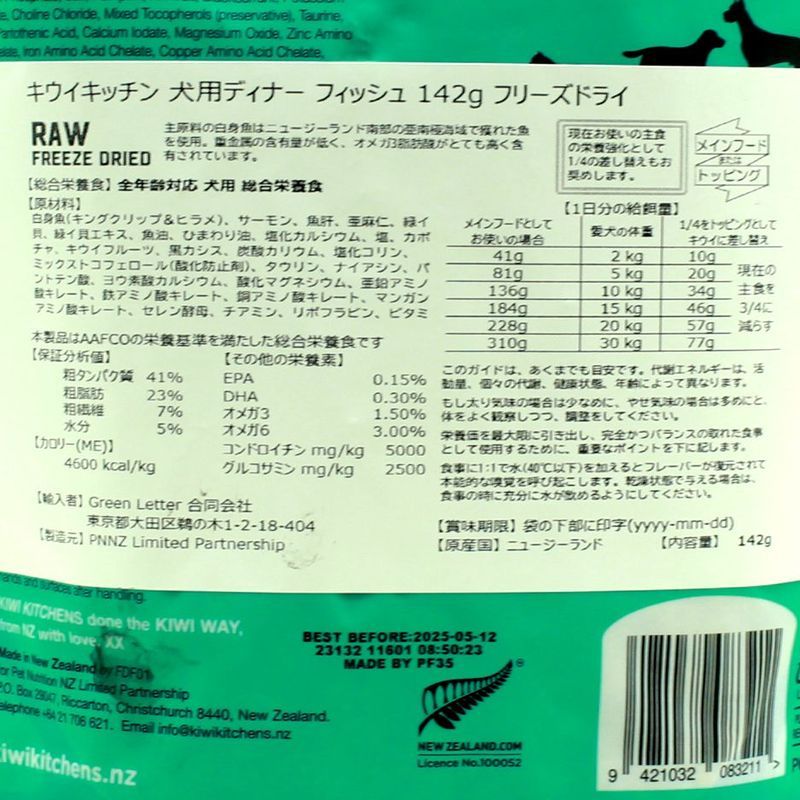 Choline Chloride, Mixed Tocopherols (preservative), Taurine,
Acid, Calcium Iodate, Magnesium Oxide, Zinc Amino
Iron Amino Acid Chelate, Copper Amino Acid Chelate,
キウイキッチン 犬用ディナー フィッシュ 142g フリーズドライ
RAW
FREEZE DRIED
主原料の白身魚はニュージーランド南部の亜南極海域で獲れた魚
を使用。重金属の含有量が低く、オメガ3脂肪酸がとても高く含
有されています。
現在お使いの主食
の栄養強化として
1/4の差し替えもお
奨めします。
メインフード
または
トッピング
【総合栄養食】全年齢対応 犬用 総合栄養食
【原材料】
白身魚(キングクリップ&ヒラメ)、サーモン、魚肝、亜麻仁、緑イ
貝、緑イ貝エキス、魚油、ひまわり油、塩化カルシウム、塩、カボ
チャ、キウイフルーツ、黒カシス、炭酸カリウム、塩化コリン、
ミックストコフェロール(酸化防止剤)、タウリン、ナイアシン、パ
ントテン酸、ヨウ素酸カルシウム、酸化マグネシウム、亜鉛アミノ
酸キレート、鉄アミノ酸キレート、銅アミノ酸キレート、マンガン
アミノ酸キレート、セレン酵母、チアミン、リボフラビン、ビタミ
本製品はAAFCOの栄養基準を満たした総合栄養食です
【保証分析値】
粗タンパク質 41%
粗脂肪 23%
粗繊維 7%
水分 5%
【カロリー(ME)】
4600 kcal/kg
【その他の栄養素】
EPA 0.15%
DHA 0.30%
オメガ3 1.50%
オメガ6 3.00%
コンドロイチン mg/kg 5000
グルコサミン mg/kg 2500
【輸入者】Green Letter 合同会社
東京都大田区鵜の木1-2-18-404
【製造元】PNNZ Limited Partnership
【1日分の給餌量】
メインフードとして
お使いの場合
愛犬の体重
1/4をトッピングとして
キウイに差し替え
41g 2 kg 10g
81g 5 kg 20g
136g 10 kg 34g
184g 15 kg 46g
228g 20 kg 57g
310g 30 kg 77g
現在の
主食を
3/4に
減らす
このガイドは、あくまでも目安です。代謝エネルギーは、活
動量、個々の代謝、健康状態、年齢によって異なります。
もし太り気味の場合は少なめに、やせ気味の場合は多めにと、
体をよく観察しつつ、調整をしてください。
栄養価を最大限に引き出し、完全かつバランスの取れた食事
として使用するために、重要なポイントを下に記します。
食事に1:1で水(40℃以下)を加えるとフレーバーが復元されて
本能的な嗅覚を呼び起こします。乾燥状態で与える場合は、
食事の時に充分に水が飲めるようにしてください。
【賞味期限】袋の下部に印字(yyyy-mm-dd)
【原産国】ニュージーランド 【内容量】 142g
hands and surfaces after handling.
KIWI KITCHENS done the KIWI WAY,
from NZ with love, XX
Made in New Zealand by FDF01
for Pet Nutrition NZ Limited Partnership
P.O. Box 29047, Riccarton, Christchurch 8440, New Zealand.
Telephone +64 21 706 621. Email info@kiwikitchens.nz
kiwikitchens.nz
BEST BEFORE:2025-05-12
23132 11601 08:50:23
MADE BY PF35
NEW ZEALAND.COM
Licence No.100052
9 421032 083211 >